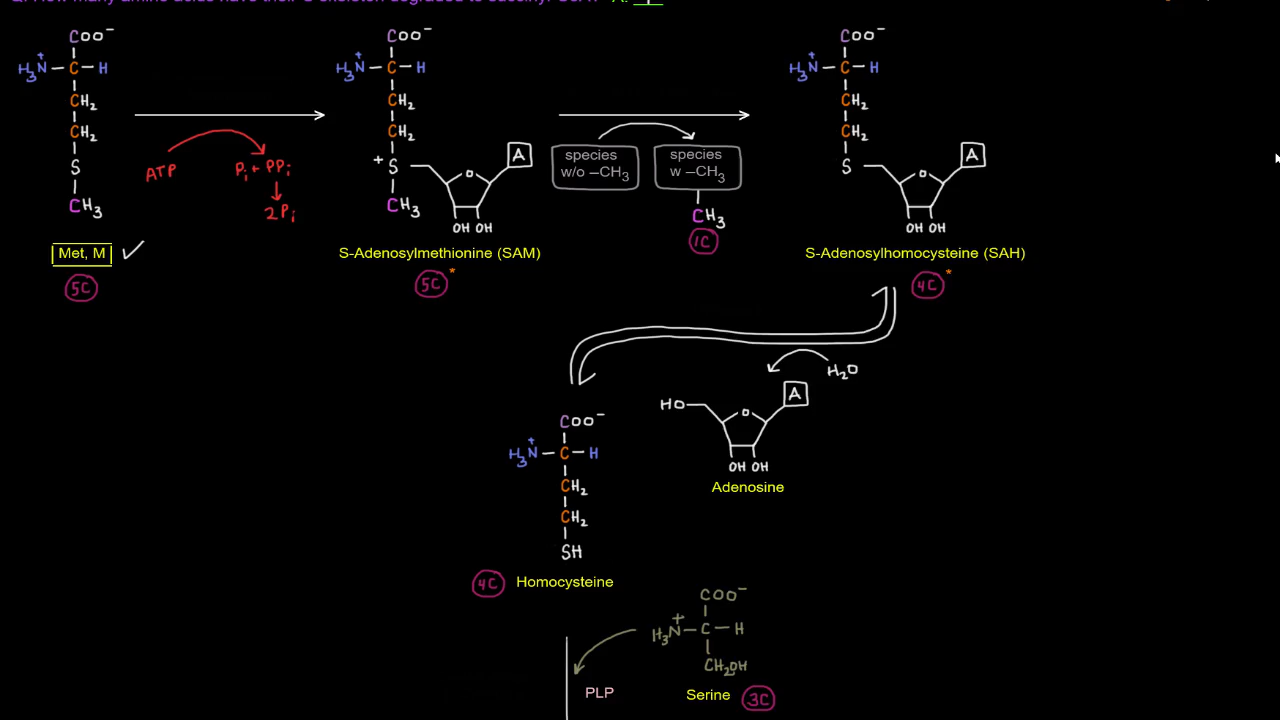 COO⁻
H₃N⁺ — C — H
CH₂
CH₂
S
CH₃
Met, M
5C
ATP
Pᵢ + PPᵢ
2Pᵢ
COO⁻
H₃N⁺ — C — H
CH₂
CH₂
+S
CH₃
A
OH OH
S-Adenosylmethionine (SAM)
5C *
species
w/o –CH₃
species
w –CH₃
CH₃
1C
COO⁻
H₃N⁺ — C — H
CH₂
CH₂
S
A
O
OH OH
S-Adenosylhomocysteine (SAH)
4C *
H₂O
HO
O
A
OH OH
Adenosine
COO⁻
H₃N⁺ — C — H
CH₂
CH₂
SH
4C
Homocysteine
COO⁻
H₃N⁺ — C — H
CH₂OH
PLP
Serine
3C